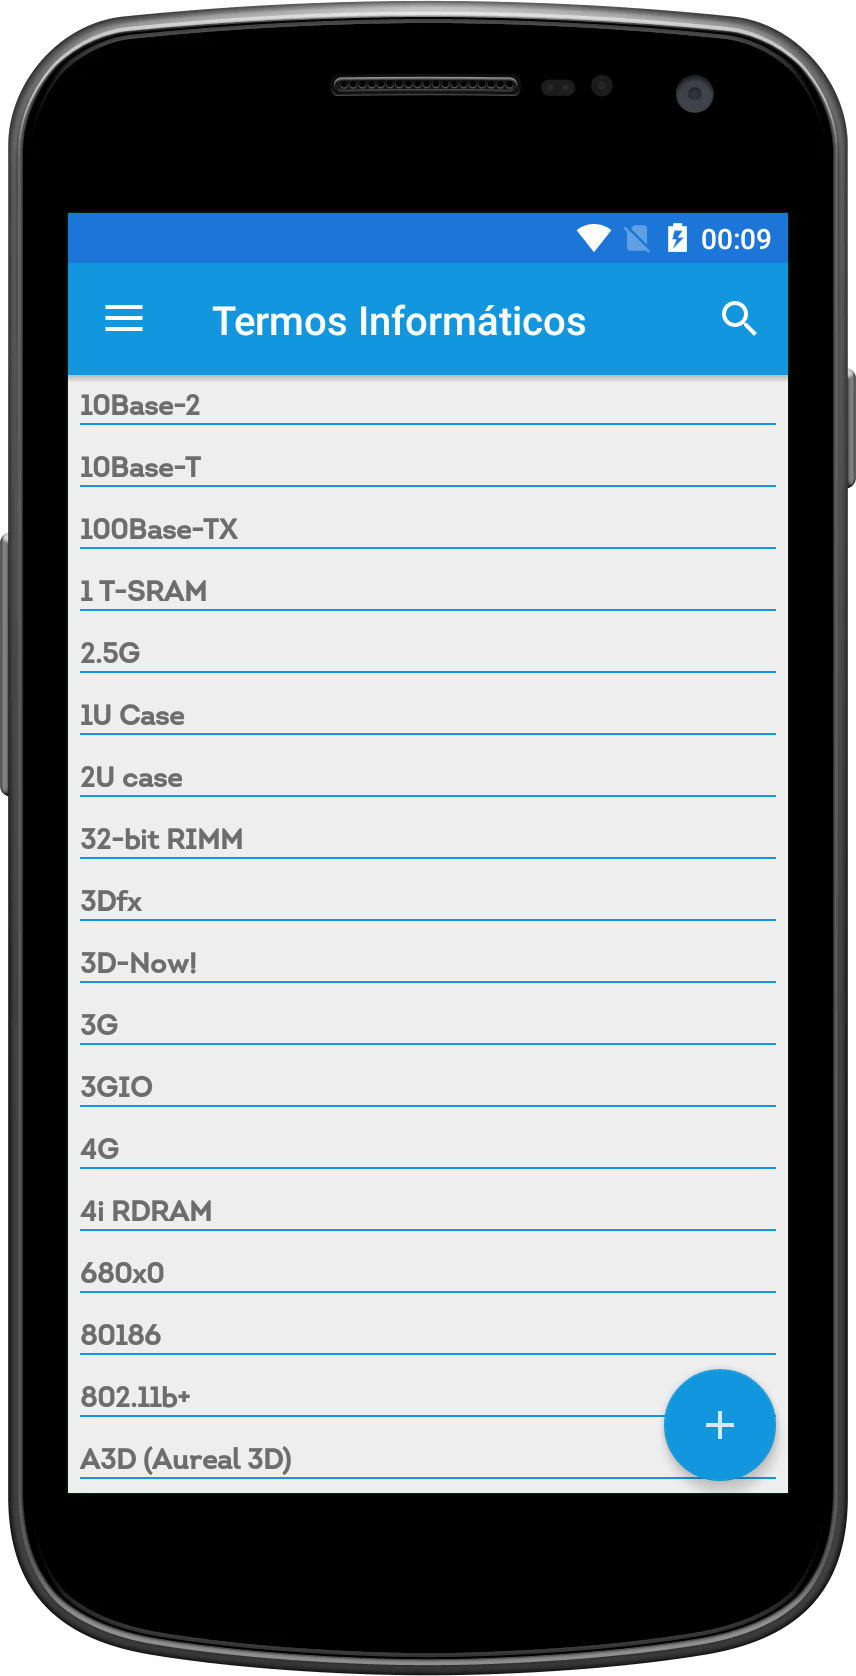 00:09
Termos Informáticos
10Base-2
10Base-T
100Base-TX
1 T-SRAM
2.5G
1U Case
2U case
32-bit RIMM
3Dfx
3D-Now!
3G
3GIO
4G
4i RDRAM
680x0
80186
802.11b+
A3D (Aureal 3D)